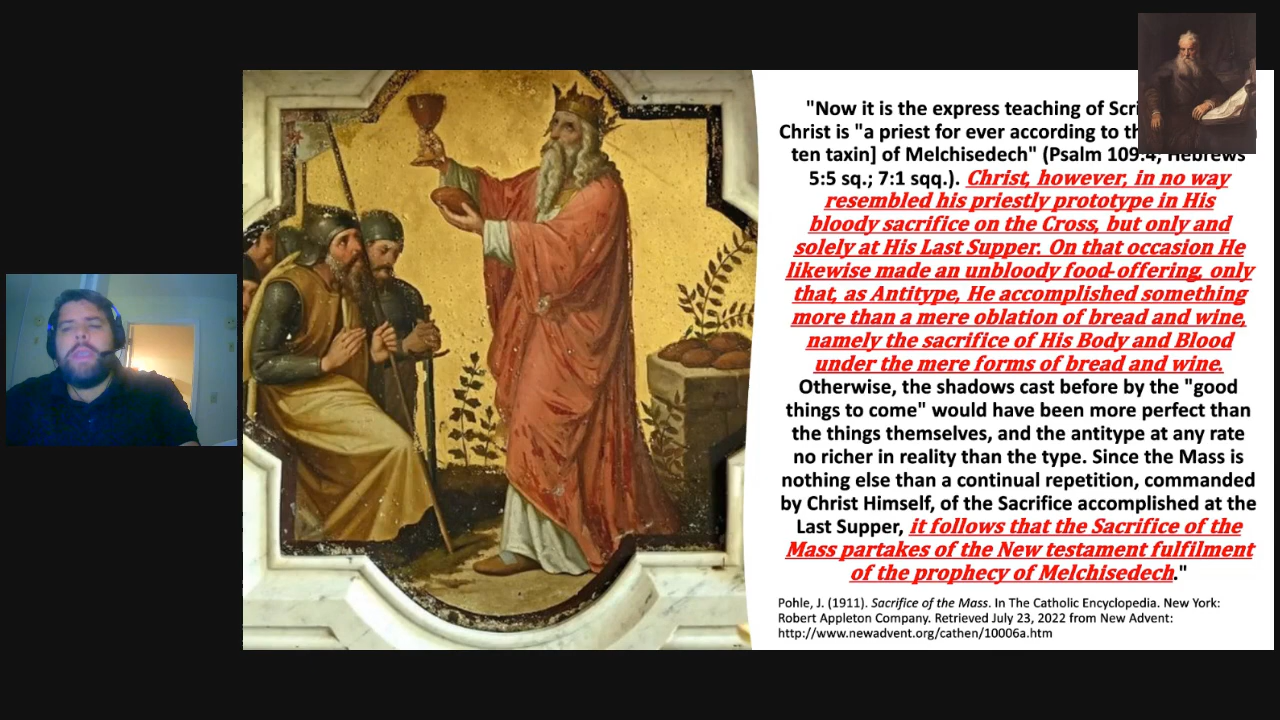 "Now it is the express teaching of
Christ is "a priest for ever according to
ten taxin] of Melchisedech" (Psalm 109:4; Hebrews
5:5 sq.; 7:1 sqq.). Christ, however, in no way
resembled his priestly prototype in His
bloody sacrifice on the Cross, but only and
solely at His Last Supper. On that occasion He
likewise made an unbloody food-offering, only
that, as Antitype, He accomplished something
more than a mere oblation of bread and wine,
namely the sacrifice of His Body and Blood
under the mere forms of bread and wine.
Otherwise, the shadows cast before by the "good
things to come" would have been more perfect than
the things themselves, and the antitype at any rate
no richer in reality than the type. Since the Mass is
nothing else than a continual repetition, commanded
by Christ Himself, of the Sacrifice accomplished at the
Last Supper, it follows that the Sacrifice of the
Mass partakes of the New testament fulfilment
of the prophecy of Melchisedech."
Pohle, J. (1911). Sacrifice of the Mass. In The Catholic Encyclopedia. New York:
Robert Appleton Company. Retrieved July 23, 2022 from New Advent:
http://www.newadvent.org/cathen/10006a.htm